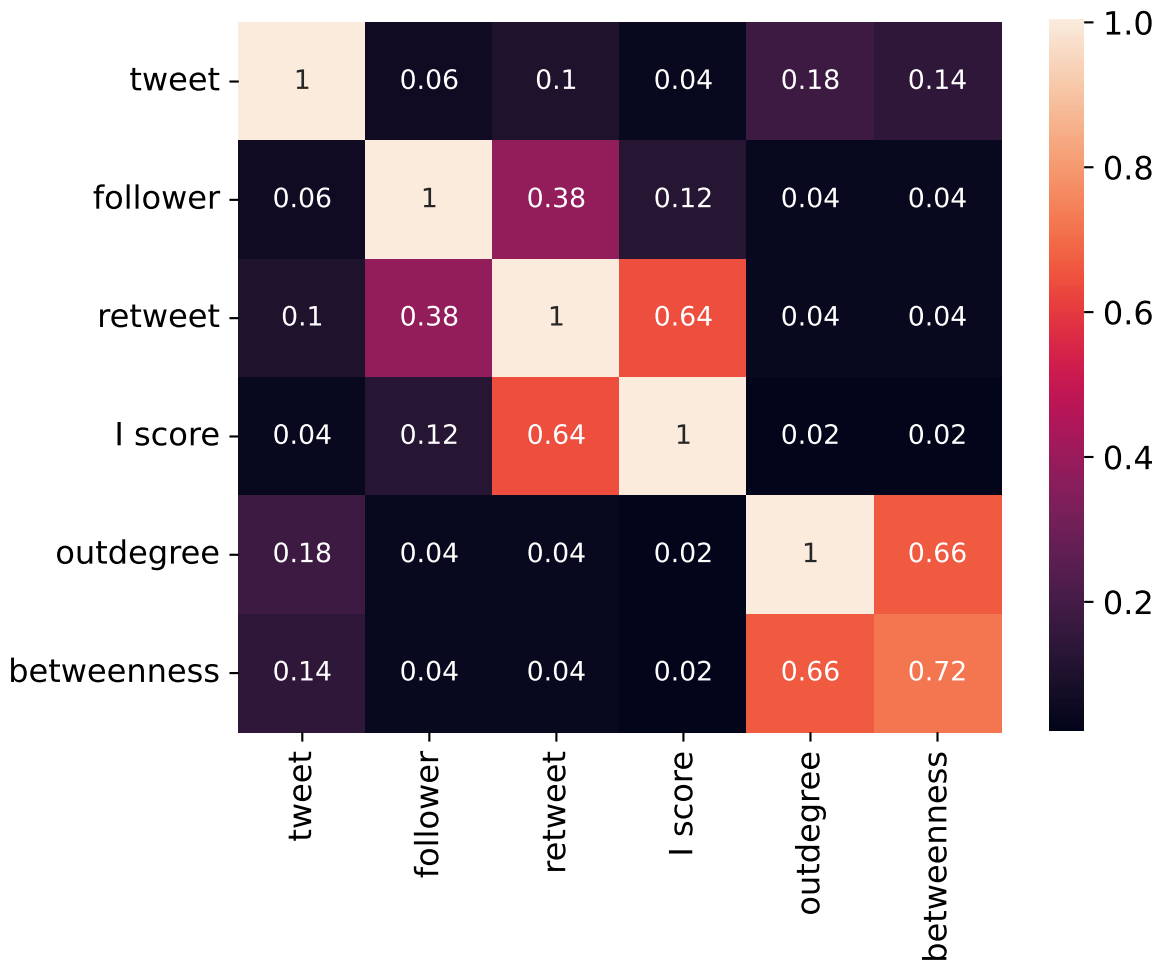 tweet 1 0.06 0.1 0.04 0.18 0.14
follower 0.06 1 0.38 0.12 0.04 0.04
retweet 0.1 0.38 1 0.64 0.04 0.04
I score 0.04 0.12 0.64 1 0.02 0.02
outdegree 0.18 0.04 0.04 0.02 1 0.66
betweenness 0.14 0.04 0.04 0.02 0.66 0.72
tweet
follower
retweet
I score
outdegree
betweenness
1.0
0.8
0.6
0.4
0.2